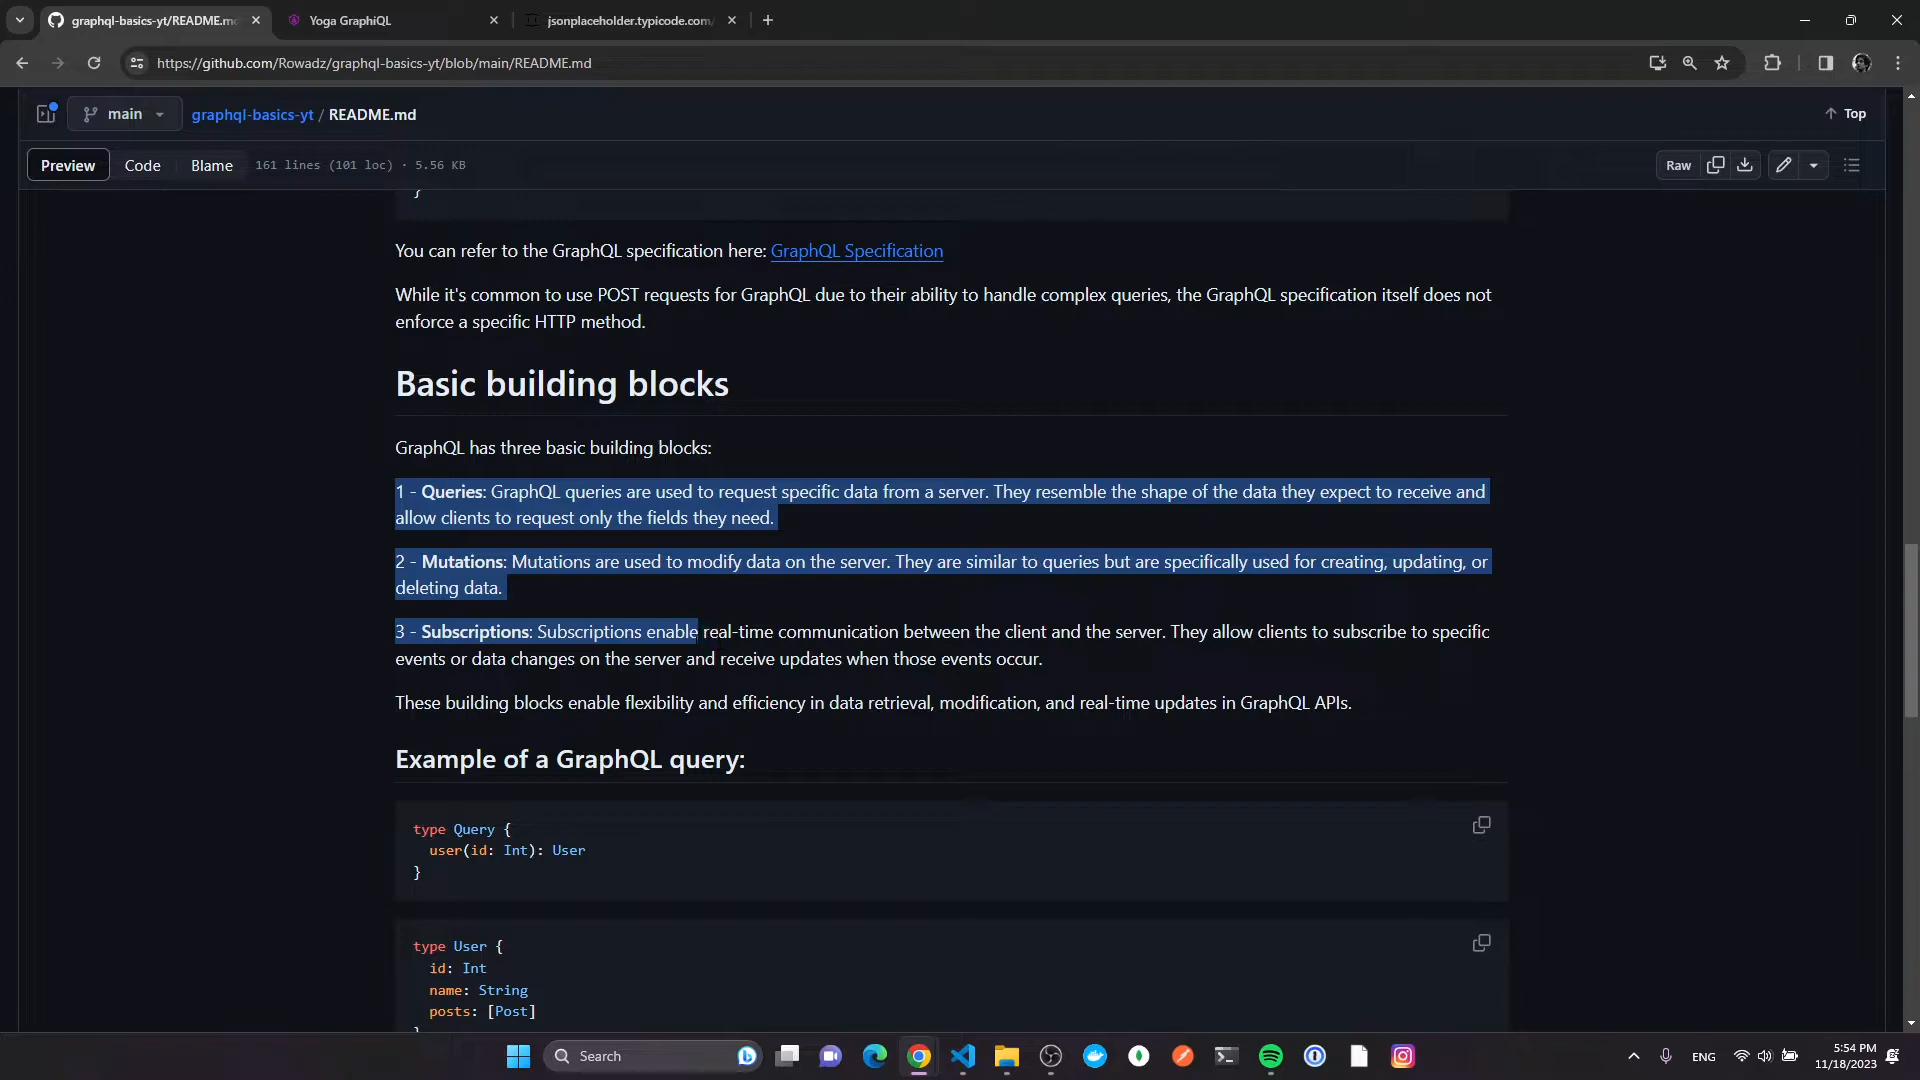 graphql-basics-yt/README.m
Yoga GraphiQL
jsonplaceholder.typicode.com/
https://github.com/Rowadz/graphql-basics-yt/blob/main/README.md
main
graphql-basics-yt / README.md
Top
Preview
Code
Blame
161 lines (101 loc) · 5.56 KB
Raw
}
You can refer to the GraphQL specification here: GraphQL Specification
While it's common to use POST requests for GraphQL due to their ability to handle complex queries, the GraphQL specification itself does not
enforce a specific HTTP method.
Basic building blocks
GraphQL has three basic building blocks:
1 - Queries: GraphQL queries are used to request specific data from a server. They resemble the shape of the data they expect to receive and
allow clients to request only the fields they need.
2 - Mutations: Mutations are used to modify data on the server. They are similar to queries but are specifically used for creating, updating, or
deleting data.
3 - Subscriptions: Subscriptions enable real-time communication between the client and the server. They allow clients to subscribe to specific
events or data changes on the server and receive updates when those events occur.
These building blocks enable flexibility and efficiency in data retrieval, modification, and real-time updates in GraphQL APIs.
Example of a GraphQL query:
type Query {
user(id: Int): User
}
type User {
id: Int
name: String
posts: [Post]
}
Search
ENG
5:54 PM
11/18/2023